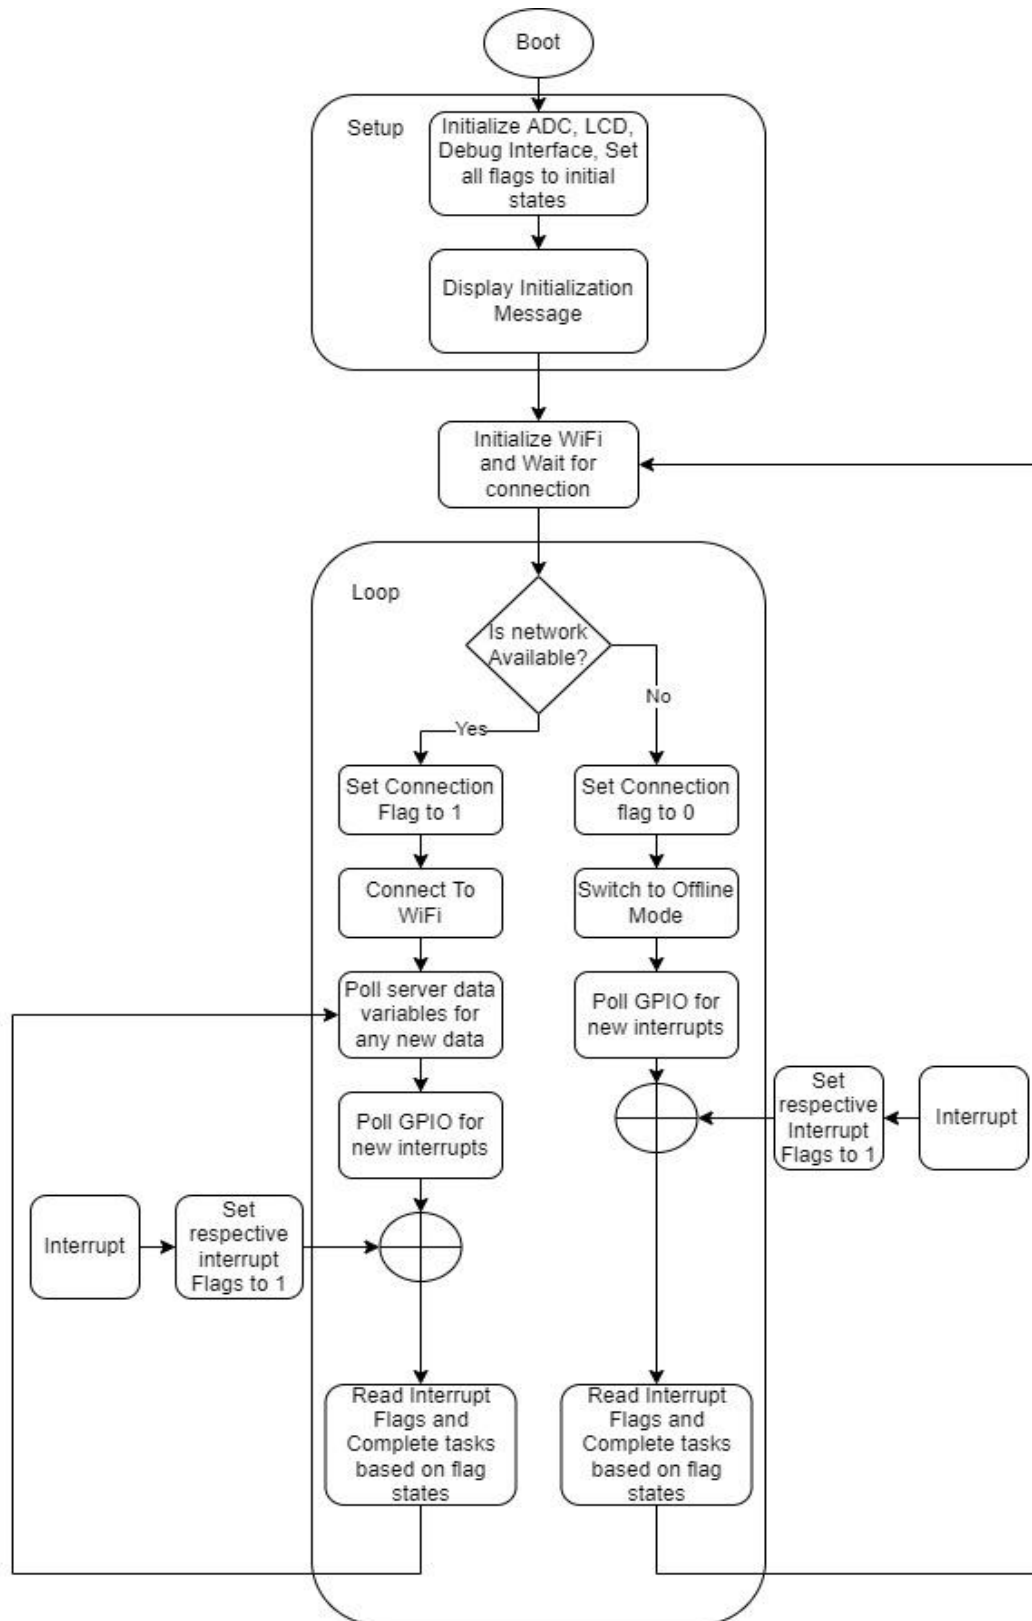 Boot
Setup
Initialize ADC, LCD,
Debug Interface, Set
all flags to initial
states
Display Initialization
Message
Initialize WiFi
and Wait for
connection
Loop
Is network
Available?
No
Yes
Set Connection
Flag to 1
Set Connection
flag to 0
Connect To
WiFi
Switch to Offline
Mode
Poll server data
variables for
any new data
Poll GPIO for
new interrupts
Set
respective
Interrupt
Flags to 1
Interrupt
Poll GPIO for
new interrupts
Interrupt
Set
respective
interrupt
Flags to 1
Read Interrupt
Flags and
Complete tasks
based on flag
states
Read Interrupt
Flags and
Complete tasks
based on flag
states